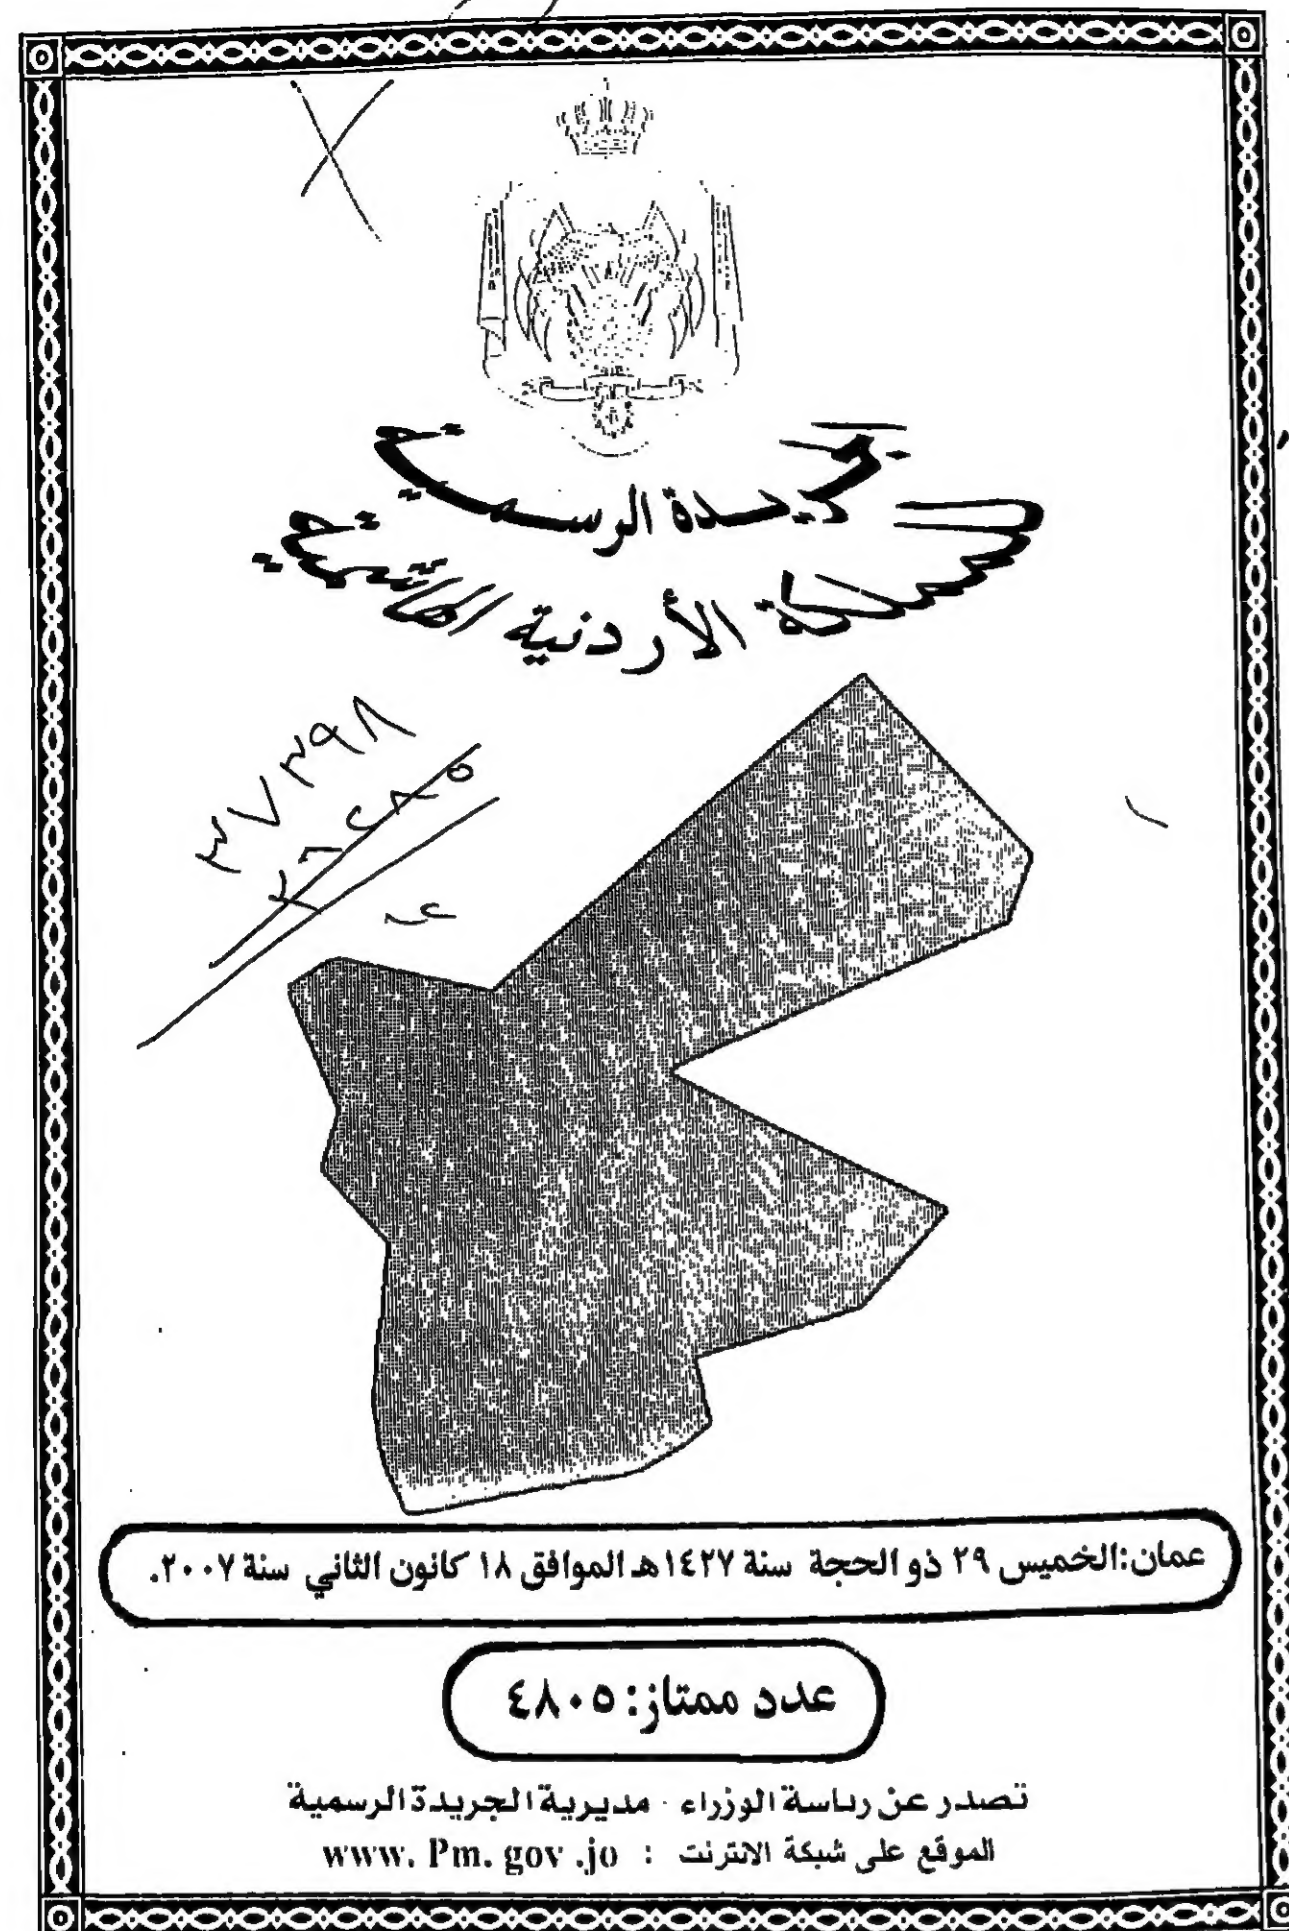 الجريدة الرسمية
للمملكة الأردنية الهاشمية
٣٧٣٩٨
عمان:الخميس ٢٩ ذو الحجة سنة ١٤٢٧هـ الموافق ١٨ كانون الثاني سنة ٢٠٠٧.
عدد ممتاز: ٤٨٠٥
تصدر عن رئاسة الوزراء - مديرية الجريدة الرسمية
الموقع على شبكة الانترنت : www. Pm. gov .jo